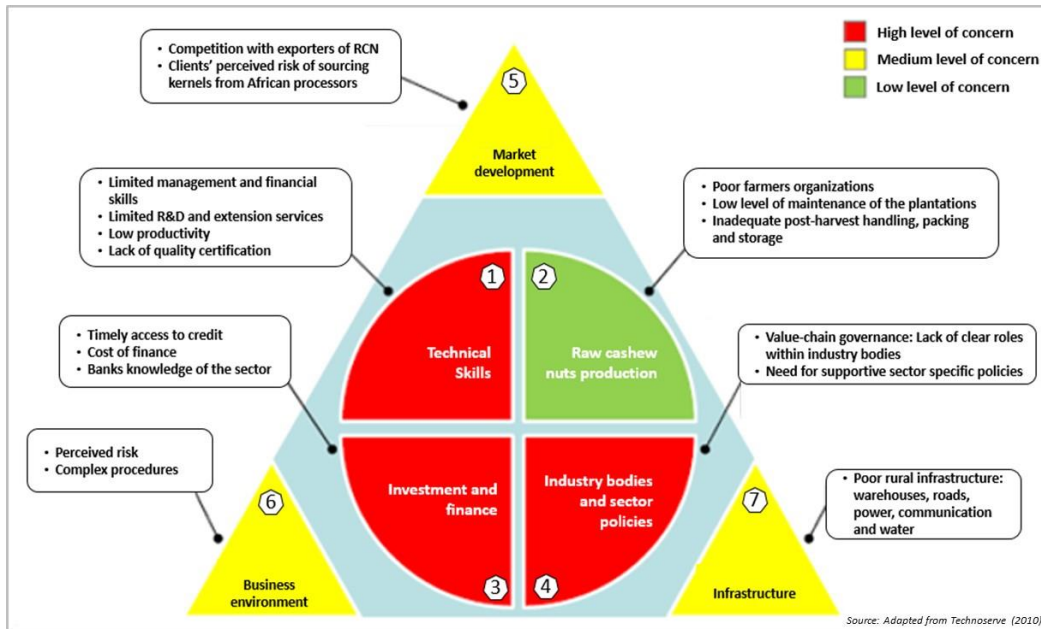 • Competition with exporters of RCN
• Clients' perceived risk of sourcing
kernels from African processors
High level of concern
Medium level of concern
Low level of concern
5
Market
development
• Limited management and financial
skills
• Limited R&D and extension services
• Low productivity
• Lack of quality certification
• Poor farmers organizations
• Low level of maintenance of the plantations
• Inadequate post-harvest handling, packing
and storage
1
Technical
Skills
2
Raw cashew
nuts production
• Timely access to credit
• Cost of finance
• Banks knowledge of the sector
• Value-chain governance: Lack of clear roles
within industry bodies
• Need for supportive sector specific policies
• Perceived risk
• Complex procedures
Investment and
finance
3
Industry bodies
and sector
policies
4
• Poor rural infrastructure:
warehouses, roads,
power, communication
and water
6
Business
environment
7
Infrastructure
Source: Adapted from Technoserve (2010)